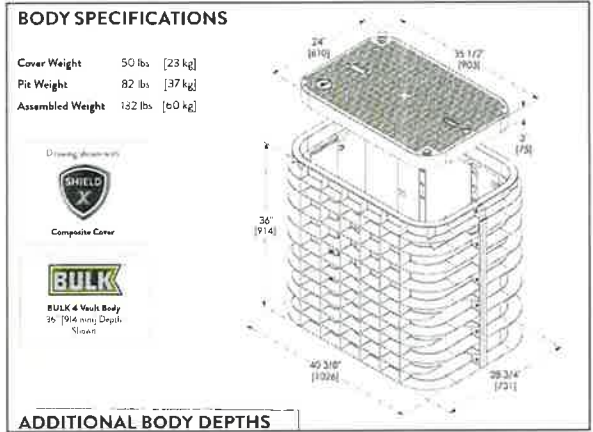 BODY SPECIFICATIONS
Cover Weight 50 lbs [23 kg]
Pit Weight 82 lbs [37 kg]
Assembled Weight 132 lbs [60 kg]
Drawing shown with
SHIELD
X
Composite Cover
BULK
BULK 4 Vault Body
36" [914 mm] Depth
Shown
24"
[610]
35 1/2"
[903]
3"
[75]
36"
[914]
40 3/8"
[1026]
28 3/4"
[731]
ADDITIONAL BODY DEPTHS